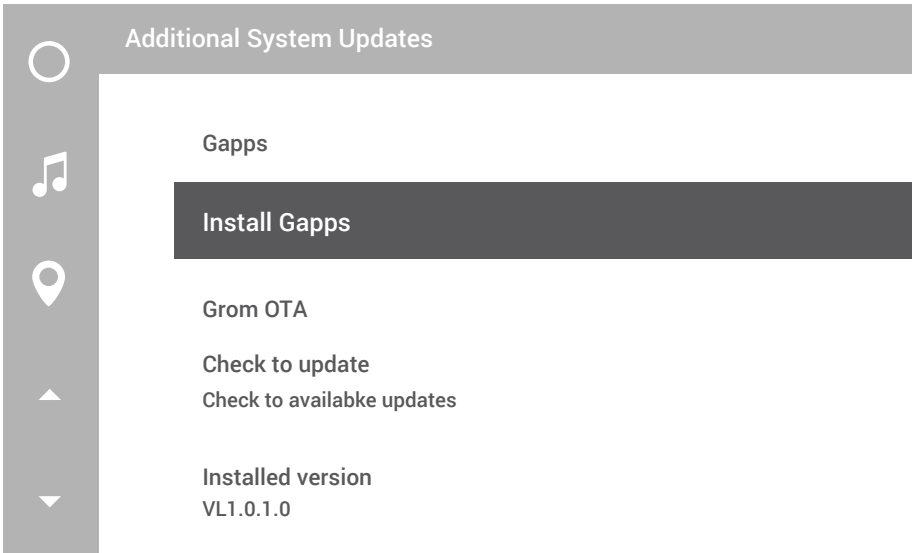 Additional System Updates
Gapps
Install Gapps
Grom OTA
Check to update
Check to availabke updates
Installed version
VL1.0.1.0